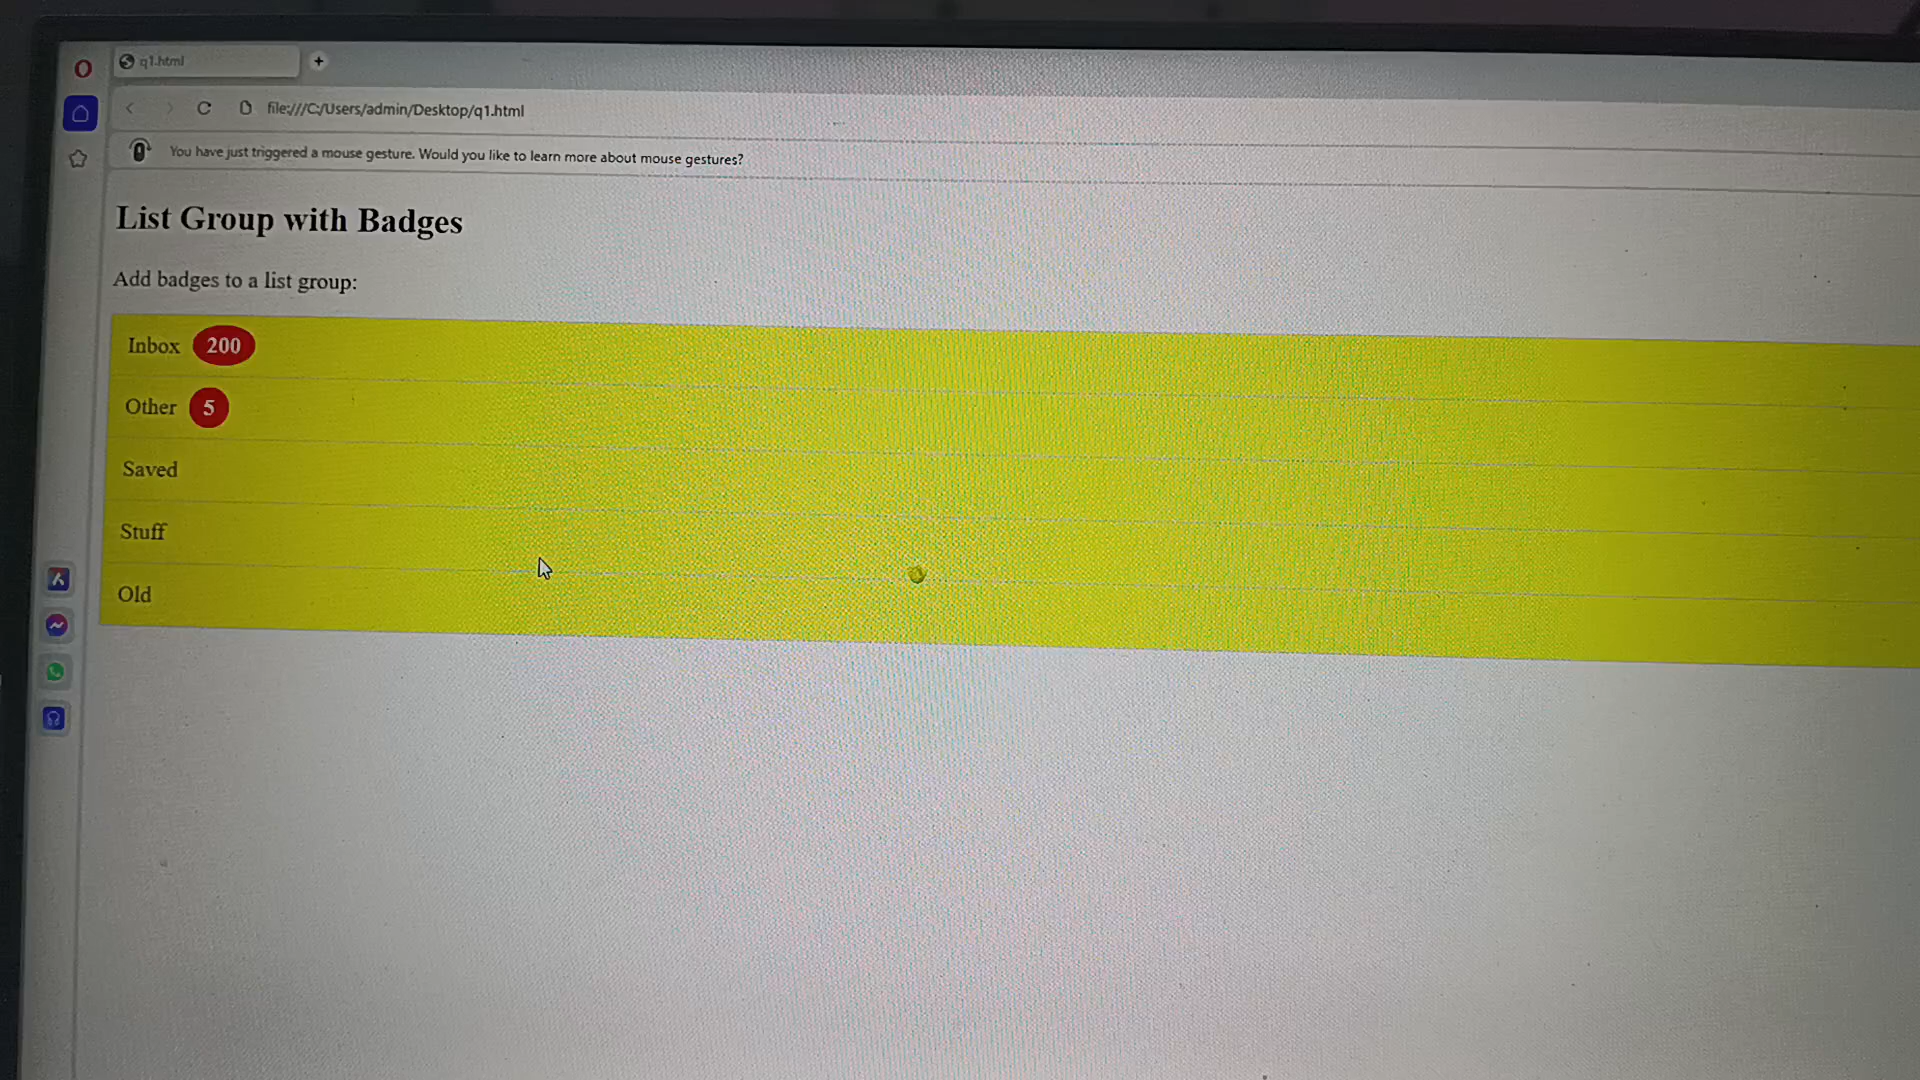 q1.html
file:///C:/Users/admin/Desktop/q1.html
You have just triggered a mouse gesture. Would you like to learn more about mouse gestures?
List Group with Badges
Add badges to a list group:
Inbox 200
Other 5
Saved
Stuff
Old